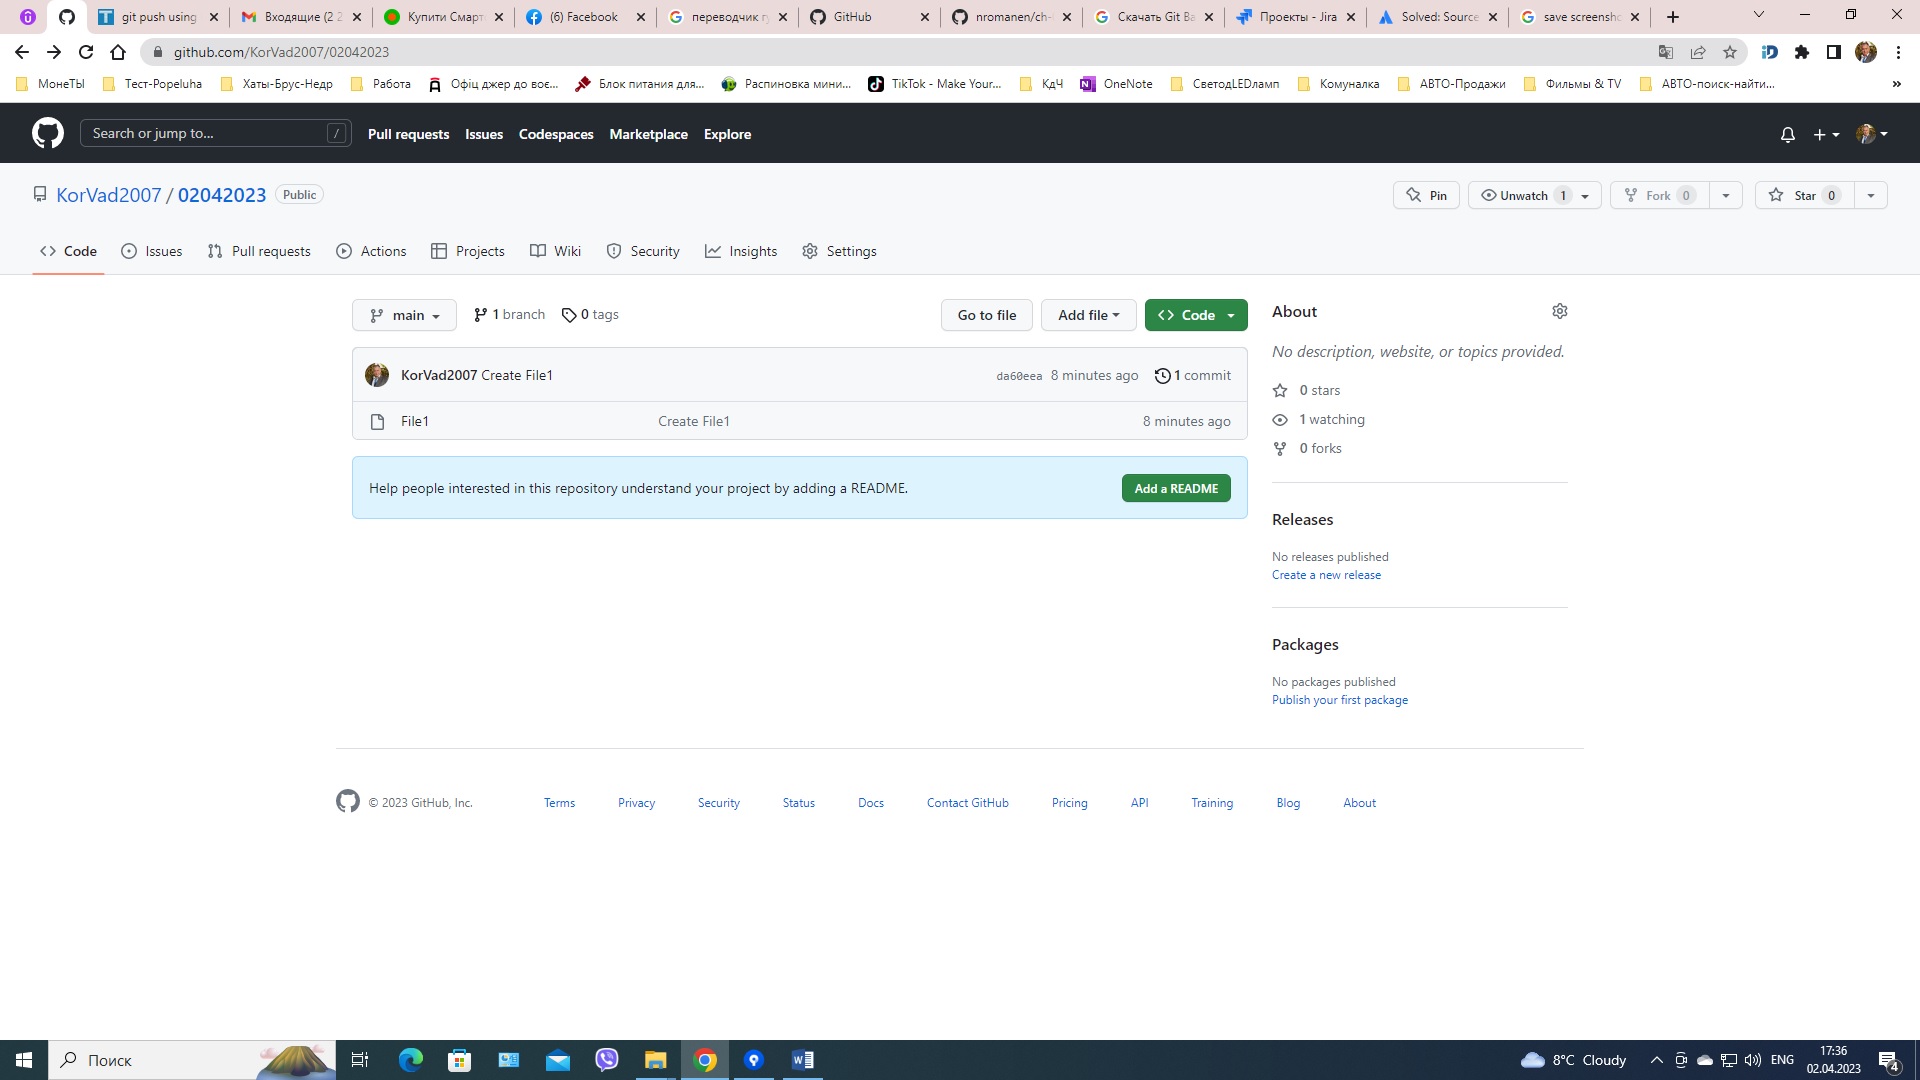 git push using
Входящие (2 2
Купити Смарт
(6) Facebook
переводчик г
GitHub
nromanen/ch-
Скачать Git Ba
Проекты - Jira
Solved: Source
save screensho
github.com/KorVad2007/02042023
МонеТЫ
Тест-Popeluha
Хаты-Брус-Недр
Работа
Офіц джер до воє...
Блок питания для...
Распиновка мини...
TikTok - Make Your...
КдЧ
OneNote
СветодLEDламп
Комуналка
АВТО-Продажи
Фильмы & TV
АВТО-поиск-найти...
»
Search or jump to...
/
Pull requests
Issues
Codespaces
Marketplace
Explore
KorVad2007 / 02042023
Public
Pin
Unwatch 1
Fork 0
Star 0
Code
Issues
Pull requests
Actions
Projects
Wiki
Security
Insights
Settings
main
1 branch
0 tags
Go to file
Add file
Code
KorVad2007 Create File1
da60eea 8 minutes ago
1 commit
File1
Create File1
8 minutes ago
Help people interested in this repository understand your project by adding a README.
Add a README
About
No description, website, or topics provided.
0 stars
1 watching
0 forks
Releases
No releases published
Create a new release
Packages
No packages published
Publish your first package
© 2023 GitHub, Inc.
Terms
Privacy
Security
Status
Docs
Contact GitHub
Pricing
API
Training
Blog
About
Поиск
8°C Cloudy
ENG
17:36
02.04.2023
4